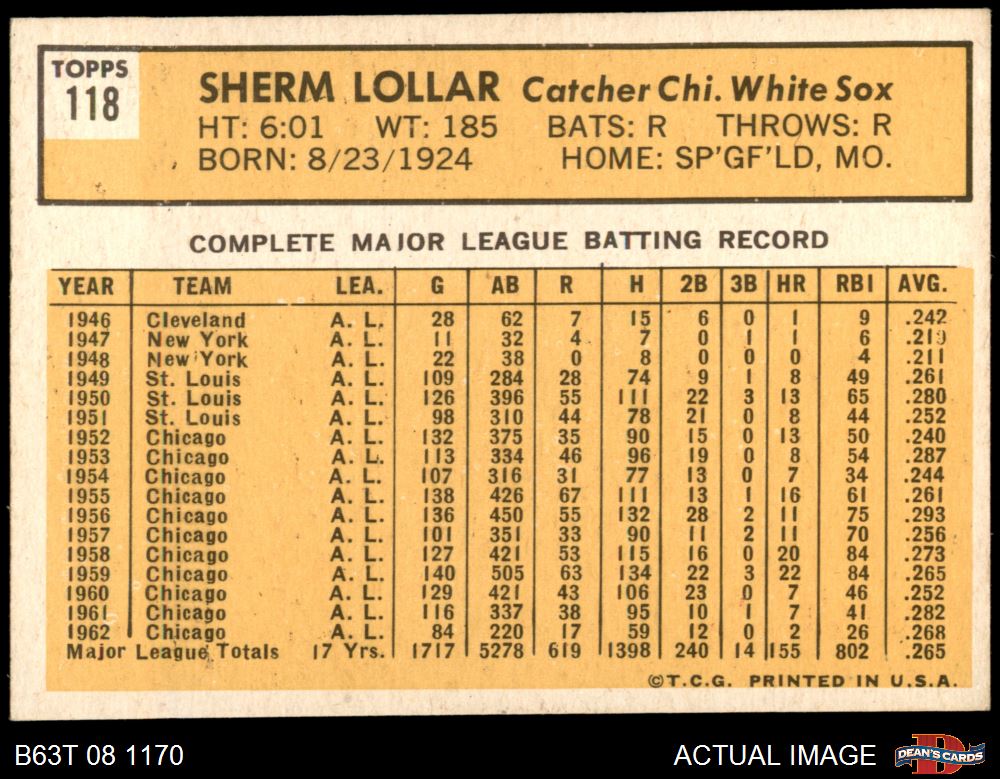 TOPPS
118
SHERM LOLLAR Catcher Chi. White Sox
HT: 6:01 WT: 185 BATS: R THROWS: R
BORN: 8/23/1924 HOME: SP'GF'LD, MO.
COMPLETE MAJOR LEAGUE BATTING RECORD
YEAR TEAM LEA. G AB R H 2B 3B HR RBI AVG.
1946 Cleveland A. L. 28 62 7 15 6 0 1 9 .242
1947 New York A. L. 11 32 4 7 0 1 1 6 .219
1948 New York A. L. 22 38 0 8 0 0 0 4 .211
1949 St. Louis A. L. 109 284 28 74 9 1 8 49 .261
1950 St. Louis A. L. 126 396 55 111 22 3 13 65 .280
1951 St. Louis A. L. 98 310 44 78 21 0 8 44 .252
1952 Chicago A. L. 132 375 35 90 15 0 13 50 .240
1953 Chicago A. L. 113 334 46 96 19 0 8 54 .287
1954 Chicago A. L. 107 316 31 77 13 0 7 34 .244
1955 Chicago A. L. 138 426 67 111 13 1 16 61 .261
1956 Chicago A. L. 136 450 55 132 28 2 11 75 .293
1957 Chicago A. L. 101 351 33 90 11 2 11 70 .256
1958 Chicago A. L. 127 421 53 115 16 0 20 84 .273
1959 Chicago A. L. 140 505 63 134 22 3 22 84 .265
1960 Chicago A. L. 129 421 43 106 23 0 7 46 .252
1961 Chicago A. L. 116 337 38 95 10 1 7 41 .282
1962 Chicago A. L. 84 220 17 59 12 0 2 26 .268
Major League Totals 17 Yrs. 1717 5278 619 1398 240 14 155 802 .265
©T.C.G. PRINTED IN U.S.A.
B63T 08 1170 ACTUAL IMAGE DEAN'S CARDS